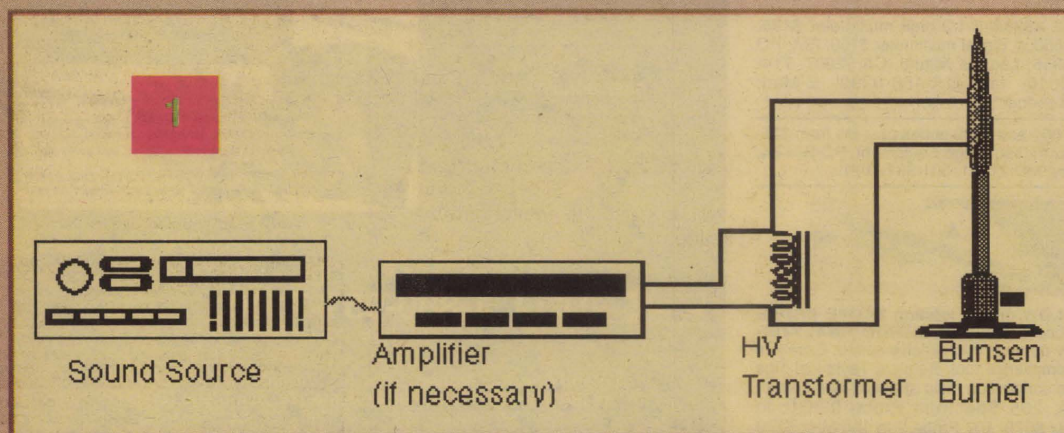 1
Sound Source
Amplifier
(if necessary)
HV
Transformer
Bunsen
Burner